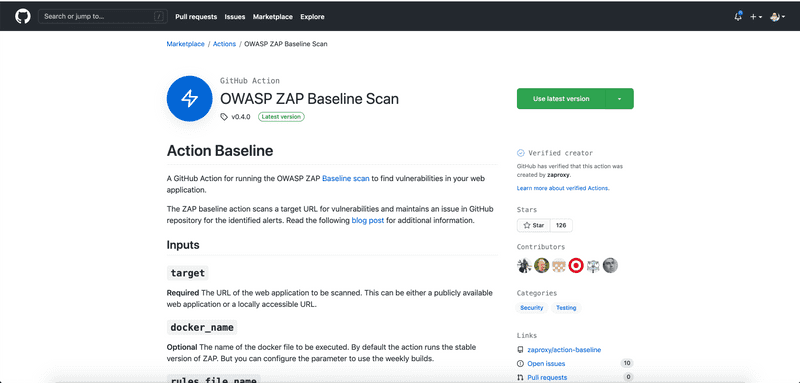 Search or jump to...
/
Pull requests Issues Marketplace Explore
Marketplace / Actions / OWASP ZAP Baseline Scan
GitHub Action
OWASP ZAP Baseline Scan
v0.4.0 Latest version
Use latest version
Action Baseline
A GitHub Action for running the OWASP ZAP Baseline scan to find vulnerabilities in your web
application.
The ZAP baseline action scans a target URL for vulnerabilities and maintains an issue in GitHub
repository for the identified alerts. Read the following blog post for additional information.
Inputs
target
Required The URL of the web application to be scanned. This can be either a publicly available
web application or a locally accessible URL.
docker_name
Optional The name of the docker file to be executed. By default the action runs the stable
version of ZAP. But you can configure the parameter to use the weekly builds.
rules_file_name
Verified creator
GitHub has verified that this action was
created by zaproxy.
Learn more about verified Actions.
Stars
Star 126
Contributors
Categories
Security Testing
Links
zaproxy/action-baseline
Open issues 10
Pull requests 0